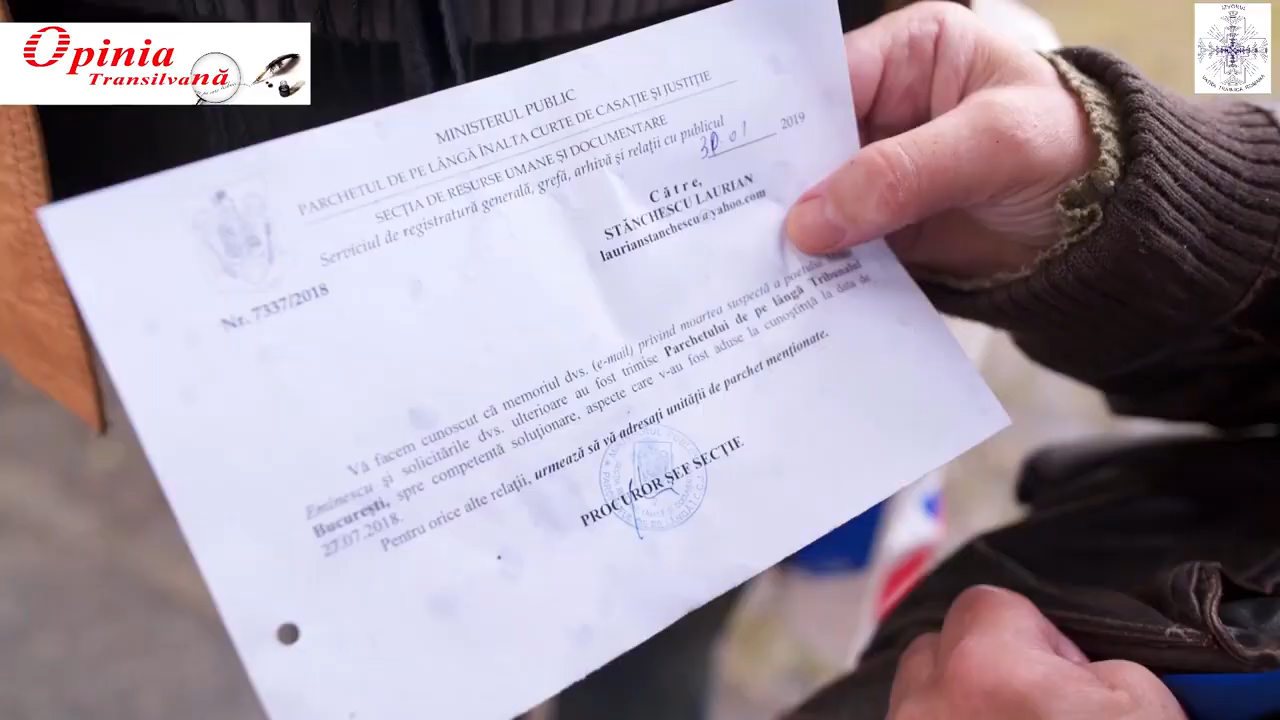 Opinia
Transilvană
MINISTERUL PUBLIC
PARCHETUL DE PE LÂNGĂ ÎNALTA CURTE DE CASAȚIE ȘI JUSTIȚIE
SECȚIA DE RESURSE UMANE ȘI DOCUMENTARE
Serviciul de registratură generală, grefă, arhivă și relații cu publicul
30 01 2019
Nr. 7337/2018
Către,
STĂNCHESCU LAURIAN
laurianstanchescu@yahoo.com
Vă facem cunoscut că memoriul dvs. (e-mail) privind moartea suspectă a poetului
Eminescu și solicitările dvs. ulterioare au fost trimise Parchetului de pe lângă Tribunalul
București, spre competentă soluționare, aspecte care v-au fost aduse la cunoștință la data de
27.07.2018.
Pentru orice alte relații, urmează să vă adresați unității de parchet menționate.
PROCUROR ȘEF SECȚIE